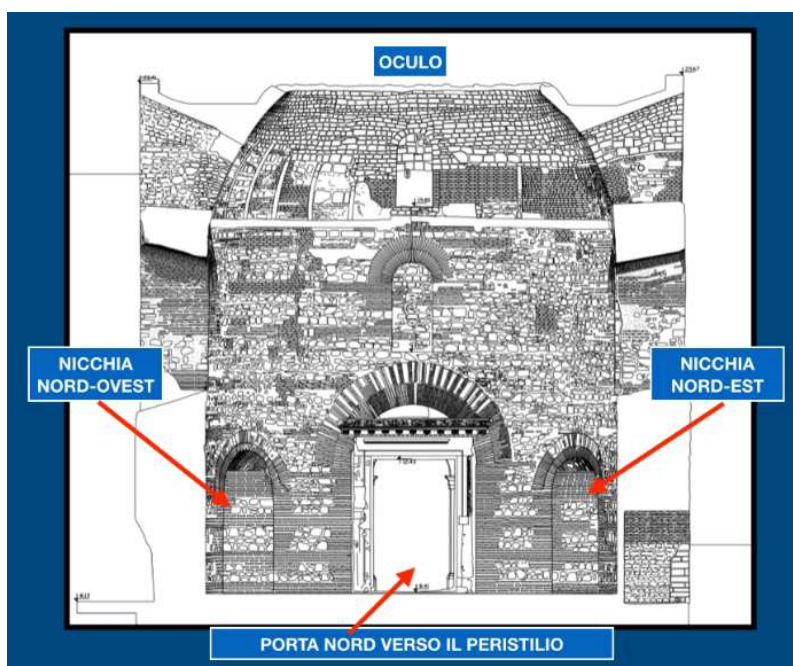 OCULO
NICCHIA
NORD-OVEST
NICCHIA
NORD-EST
PORTA NORD VERSO IL PERISTILIO